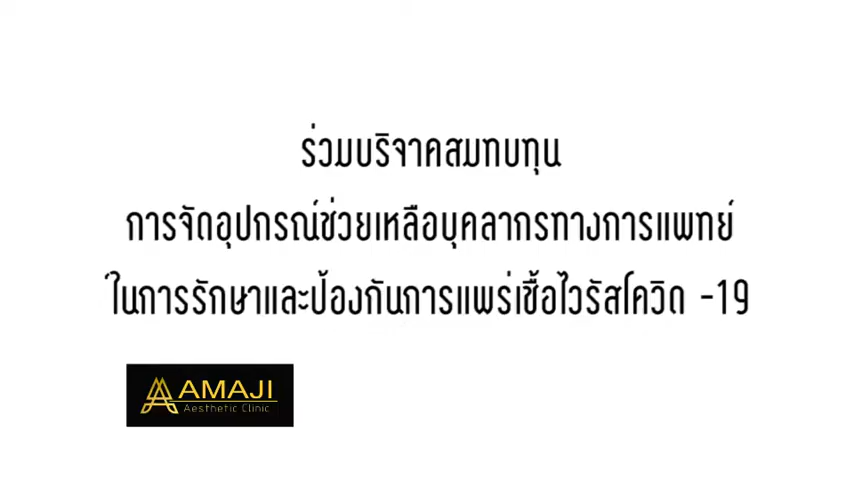 ร่วมบริจาคสมทบทุน
การจัดอุปกรณ์ช่วยเหลือบุคลากรทางการแพทย์
ในการรักษาและป้องกันการแพร่เชื้อไวรัสโควิด -19
AMAJI
Aesthetic Clinic